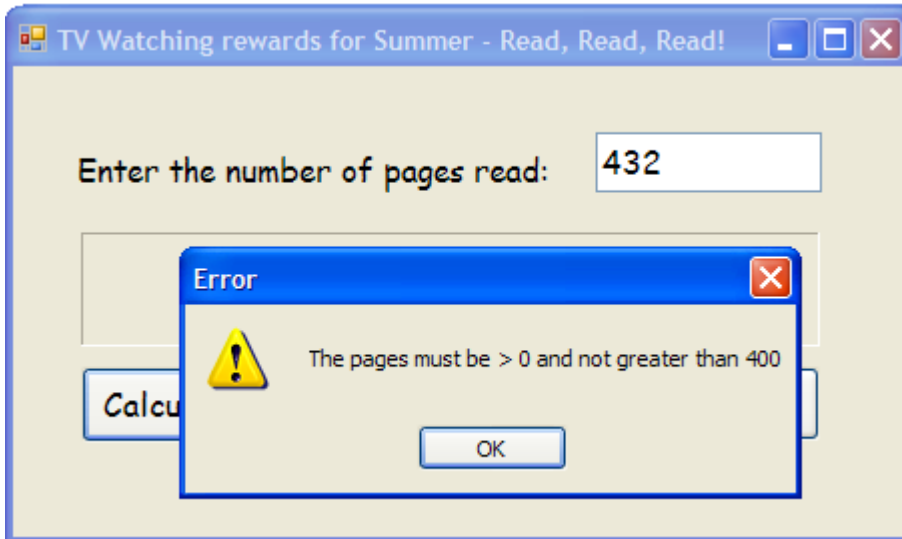 TV Watching rewards for Summer - Read, Read, Read!
Enter the number of pages read:
432
Error
The pages must be > 0 and not greater than 400
Calcu
OK